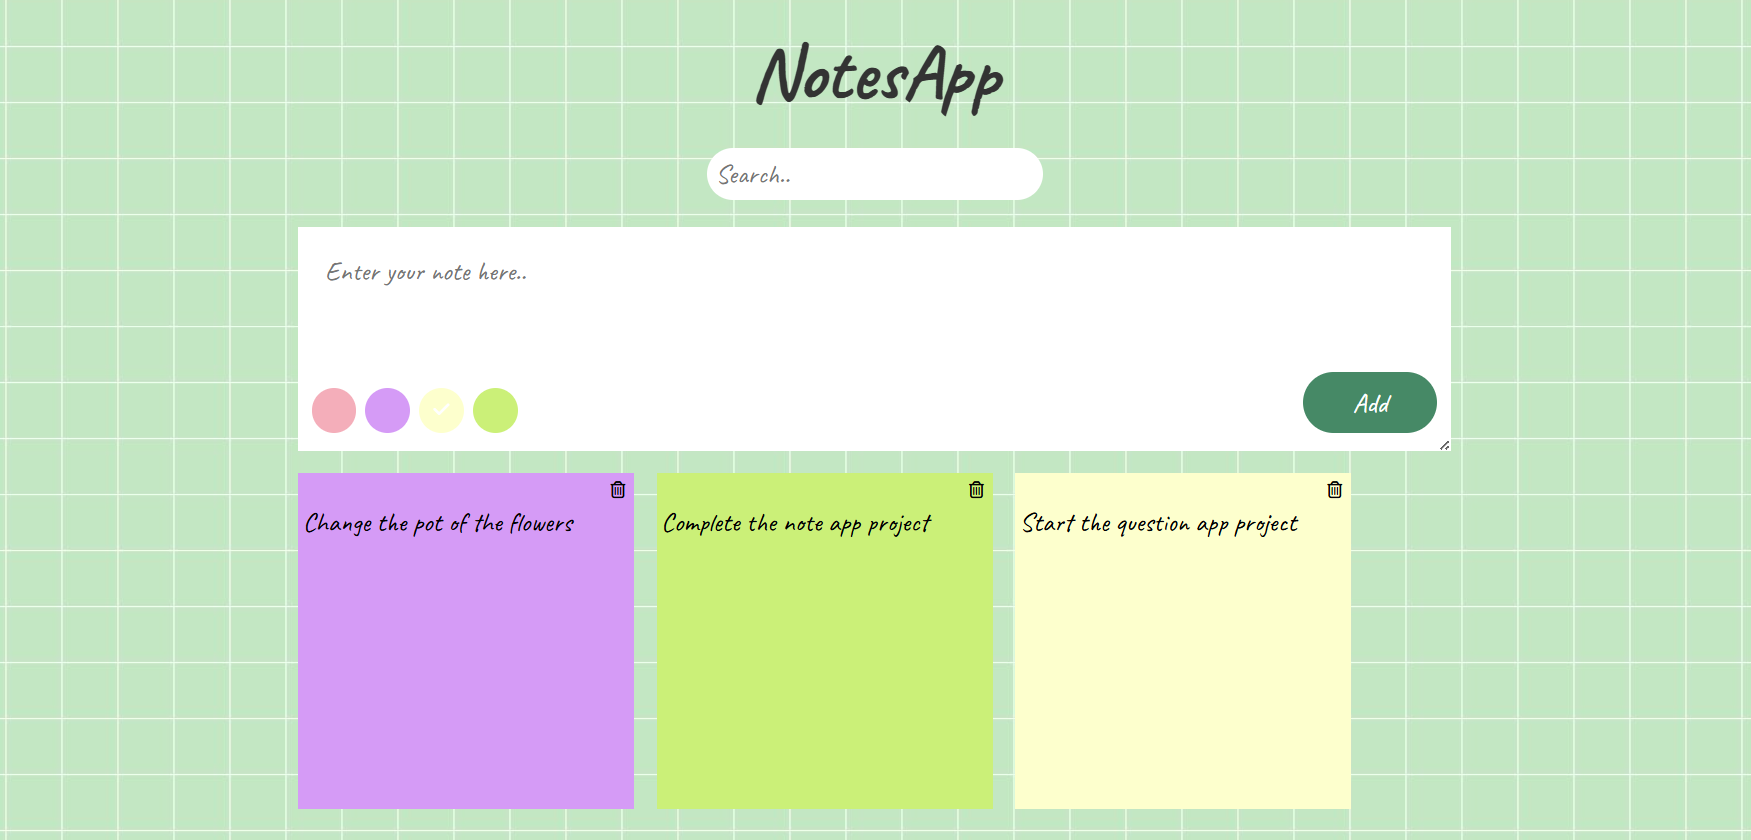 NotesApp
Search..
Enter your note here..
Add
Change the pot of the flowers
Complete the note app project
Start the question app project